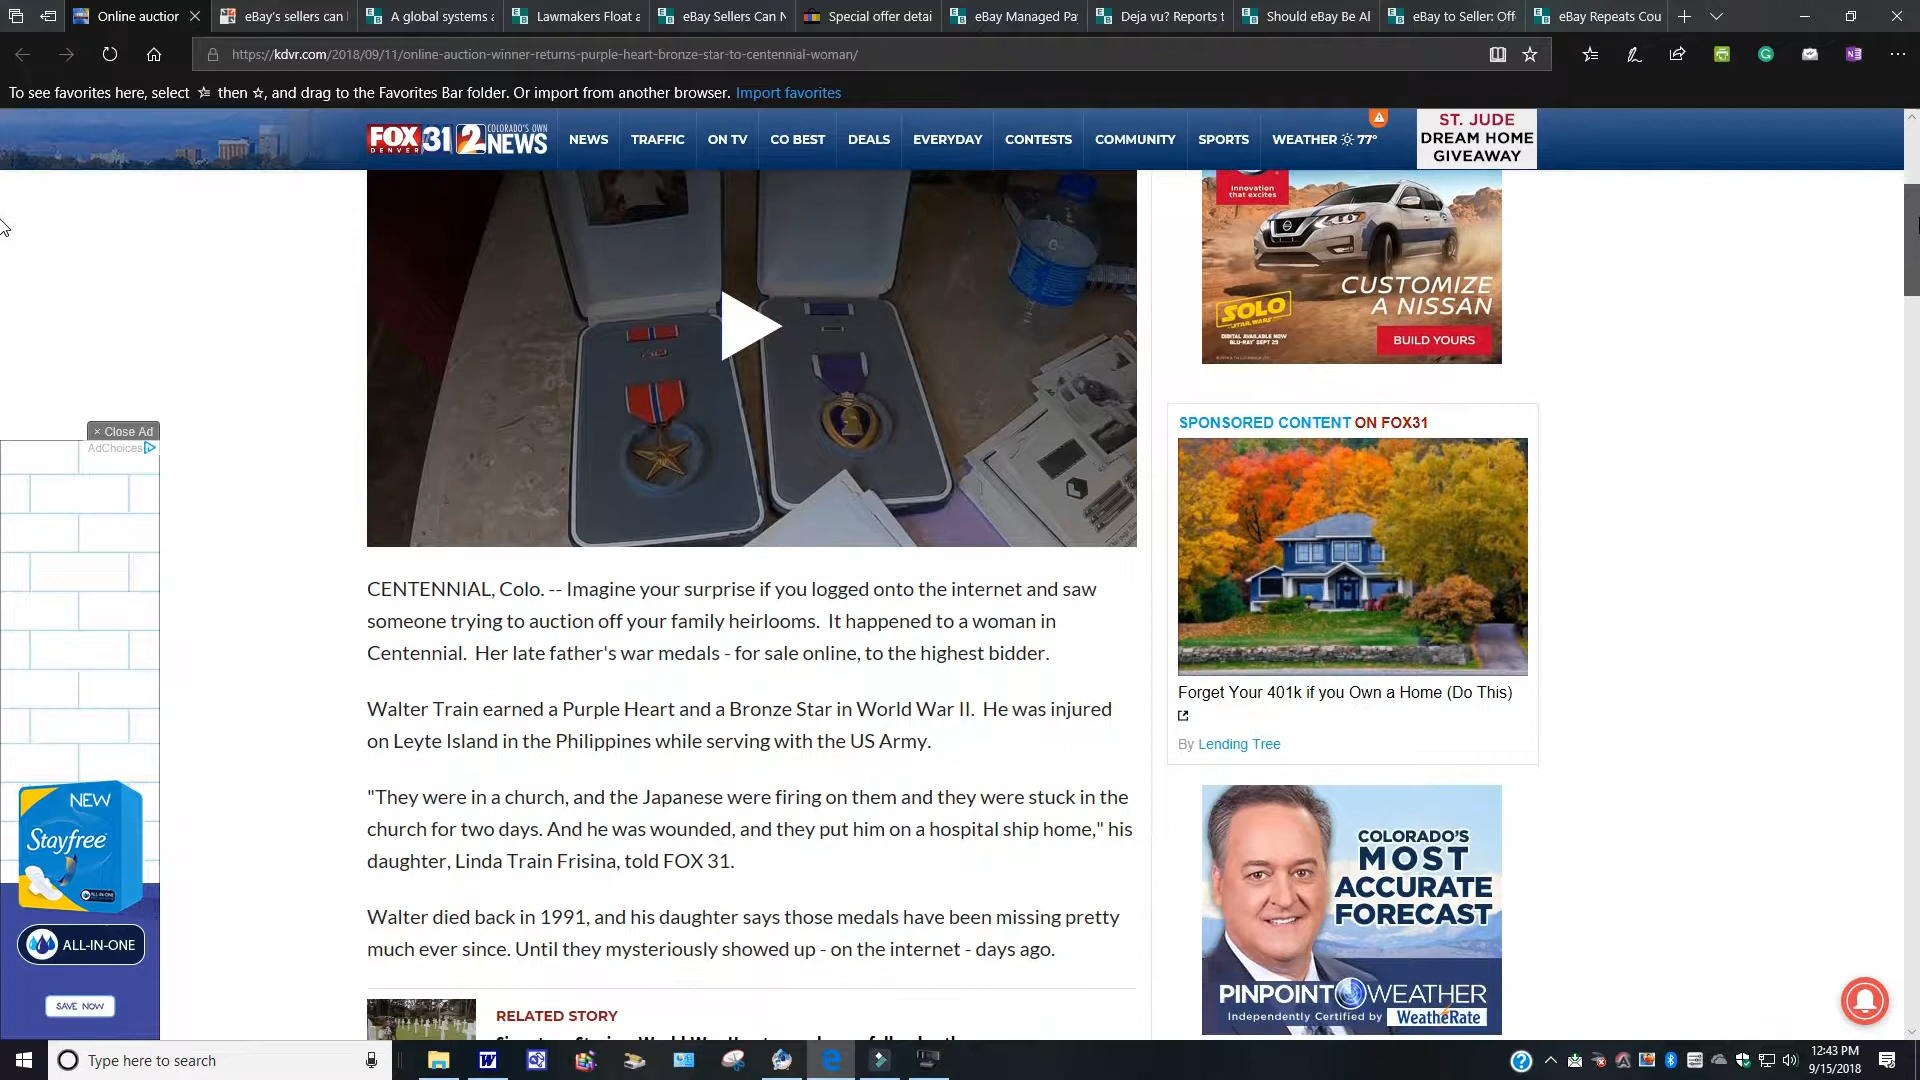 Online auction
eBay's sellers can
A global systems a
Lawmakers Float a
eBay Sellers Can N
Special offer detai
eBay Managed Pa
Deja vu? Reports t
Should eBay Be Al
eBay to Seller: Off
eBay Repeats Cou
https://kdvr.com/2018/09/11/online-auction-winner-returns-purple-heart-bronze-star-to-centennial-woman/
To see favorites here, select then , and drag to the Favorites Bar folder. Or import from another browser. Import favorites
FOX 31 DENVER 2 COLORADO'S OWN NEWS
NEWS TRAFFIC ON TV CO BEST DEALS EVERYDAY CONTESTS COMMUNITY SPORTS WEATHER 77°
ST. JUDE
DREAM HOME
GIVEAWAY
Innovation
that excites
CUSTOMIZE
A NISSAN
SOLO
STAR WARS
DIGITAL AVAILABLE NOW
BLU-RAY SEPT 25
BUILD YOURS
× Close Ad
AdChoices
NEW
Stayfree
ALL-IN-ONE
ALL-IN-ONE
SAVE NOW
CENTENNIAL, Colo. -- Imagine your surprise if you logged onto the internet and saw
someone trying to auction off your family heirlooms. It happened to a woman in
Centennial. Her late father's war medals - for sale online, to the highest bidder.
Walter Train earned a Purple Heart and a Bronze Star in World War II. He was injured
on Leyte Island in the Philippines while serving with the US Army.
"They were in a church, and the Japanese were firing on them and they were stuck in the
church for two days. And he was wounded, and they put him on a hospital ship home," his
daughter, Linda Train Frisina, told FOX 31.
Walter died back in 1991, and his daughter says those medals have been missing pretty
much ever since. Until they mysteriously showed up - on the internet - days ago.
RELATED STORY
SPONSORED CONTENT ON FOX31
Forget Your 401k if you Own a Home (Do This)
By Lending Tree
COLORADO'S
MOST
ACCURATE
FORECAST
PINPOINT WEATHER
Independently Certified by WeatheRate
Type here to search
12:43 PM
9/15/2018